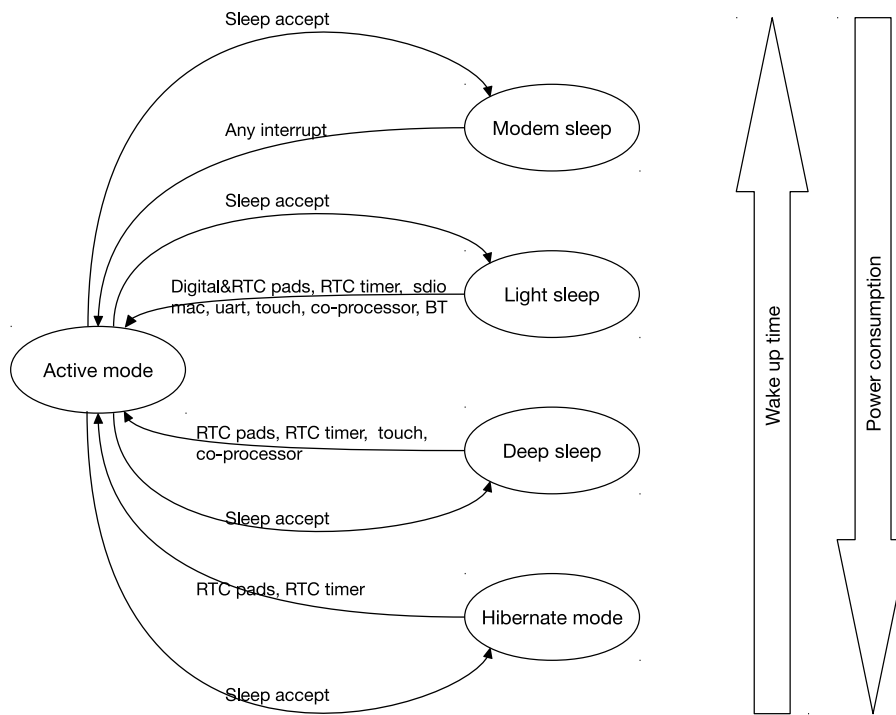 Sleep accept
Modem sleep
Any interrupt
Sleep accept
Digital&RTC pads, RTC timer, sdio
mac, uart, touch, co-processor, BT
Light sleep
Active mode
RTC pads, RTC timer, touch,
co-processor
Deep sleep
Sleep accept
RTC pads, RTC timer
Hibernate mode
Sleep accept
Wake up time
Power consumption